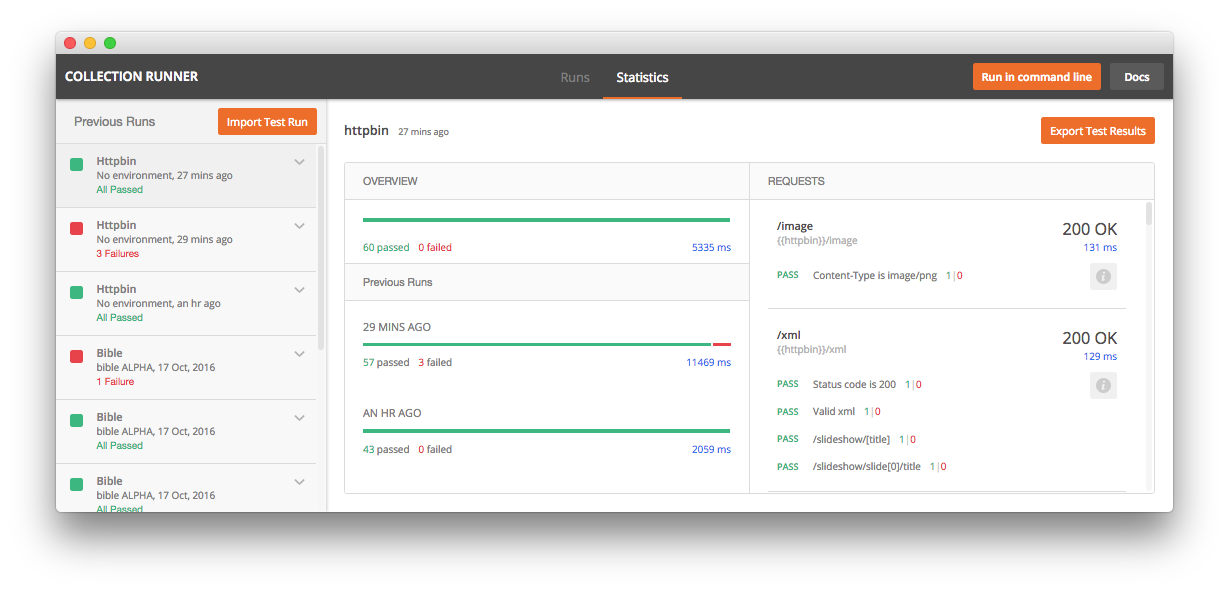 COLLECTION RUNNER
Runs
Statistics
Run in command line
Docs
Previous Runs
Import Test Run
Httpbin
No environment, 27 mins ago
All Passed
Httpbin
No environment, 29 mins ago
3 Failures
Httpbin
No environment, an hr ago
All Passed
Bible
bible ALPHA, 17 Oct, 2016
1 Failure
Bible
bible ALPHA, 17 Oct, 2016
All Passed
Bible
bible ALPHA, 17 Oct, 2016
All Passed
httpbin 27 mins ago
Export Test Results
OVERVIEW
60 passed 0 failed 5335 ms
Previous Runs
29 MINS AGO
57 passed 3 failed 11469 ms
AN HR AGO
43 passed 0 failed 2059 ms
REQUESTS
/image 200 OK
{{httpbin}}/image 131 ms
PASS Content-Type is image/png 1|0
/xml 200 OK
{{httpbin}}/xml 129 ms
PASS Status code is 200 1|0
PASS Valid xml 1|0
PASS /slideshow/[title] 1|0
PASS /slideshow/slide[0]/title 1|0